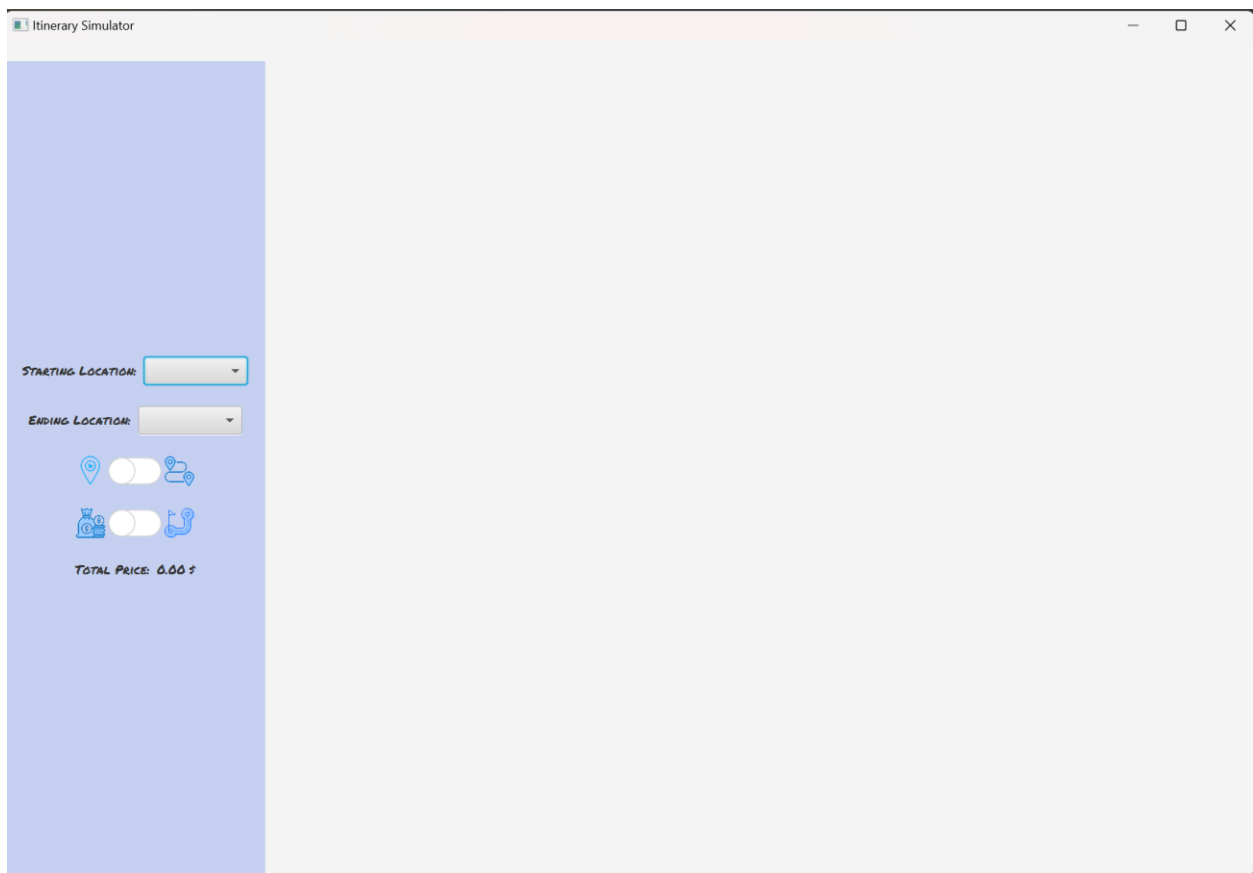 Itinerary Simulator
Starting Location:
Ending Location:
Total Price: 0.00 $